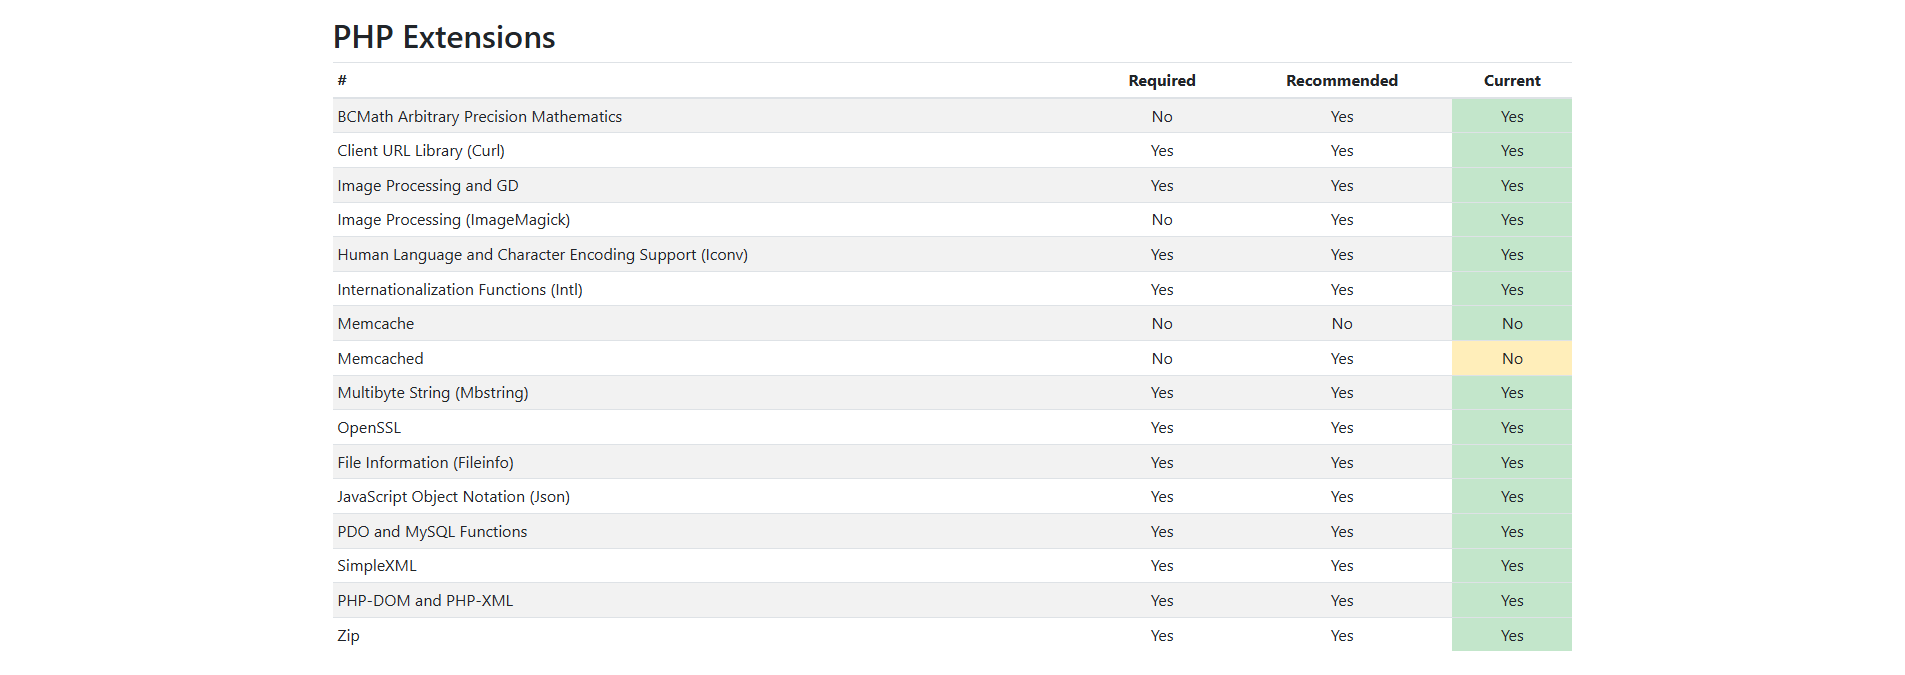 PHP Extensions
# Required Recommended Current
BCMath Arbitrary Precision Mathematics No Yes Yes
Client URL Library (Curl) Yes Yes Yes
Image Processing and GD Yes Yes Yes
Image Processing (ImageMagick) No Yes Yes
Human Language and Character Encoding Support (Iconv) Yes Yes Yes
Internationalization Functions (Intl) Yes Yes Yes
Memcache No No No
Memcached No Yes No
Multibyte String (Mbstring) Yes Yes Yes
OpenSSL Yes Yes Yes
File Information (Fileinfo) Yes Yes Yes
JavaScript Object Notation (Json) Yes Yes Yes
PDO and MySQL Functions Yes Yes Yes
SimpleXML Yes Yes Yes
PHP-DOM and PHP-XML Yes Yes Yes
Zip Yes Yes Yes